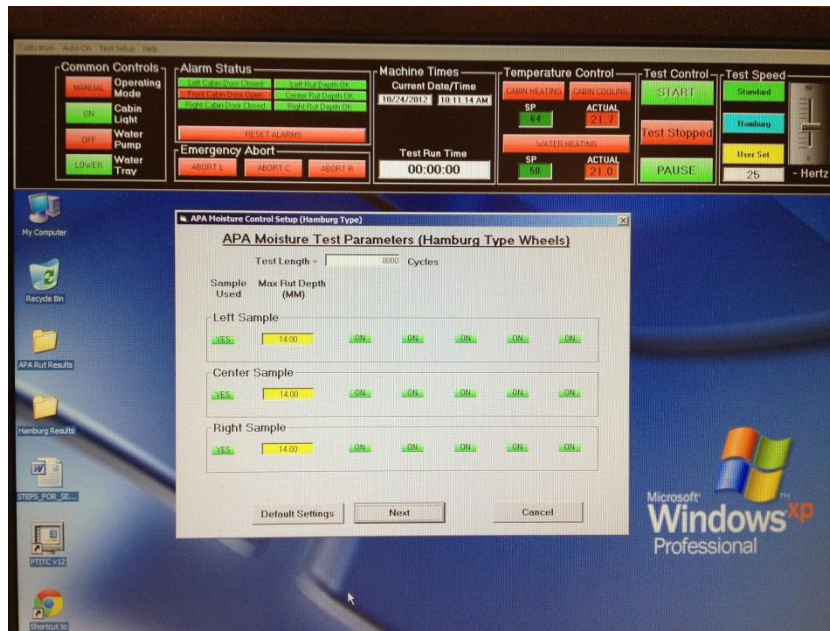 Calibration Auto-On Test Setup Help
Common Controls
MANUAL Operating Mode
ON Cabin Light
OFF Water Pump
LOWER Water Tray
Alarm Status
Left Cabin Door Closed Left Rut Depth OK
Front Cabin Door Open Center Rut Depth OK
Right Cabin Door Closed Right Rut Depth OK
RESET ALARMS
Emergency Abort
ABORT L ABORT C ABORT R
Machine Times
Current Date/Time
10/24/2012 10:11:14 AM
Test Run Time
00:00:00
Temperature Control
CABIN HEATING CABIN COOLING
SP ACTUAL
64 21.7
WATER HEATING
SP ACTUAL
50 21.0
Test Control
START
Test Stopped
PAUSE
Test Speed
Standard
Hamburg
User Set
25 - Hertz
My Computer
Recycle Bin
APA Rut Results
Hamburg Results
STEPS_FOR_SE...
PTITC v12
Shortcut to
APA Moisture Control Setup (Hamburg Type)
APA Moisture Test Parameters (Hamburg Type Wheels)
Test Length = 8000 Cycles
Sample Max Rut Depth
Used (MM)
Left Sample
YES 14.00 ON ON ON ON ON
Center Sample
YES 14.00 ON ON ON ON ON
Right Sample
YES 14.00 ON ON ON ON ON
Default Settings Next Cancel
Microsoft
Windows xp
Professional